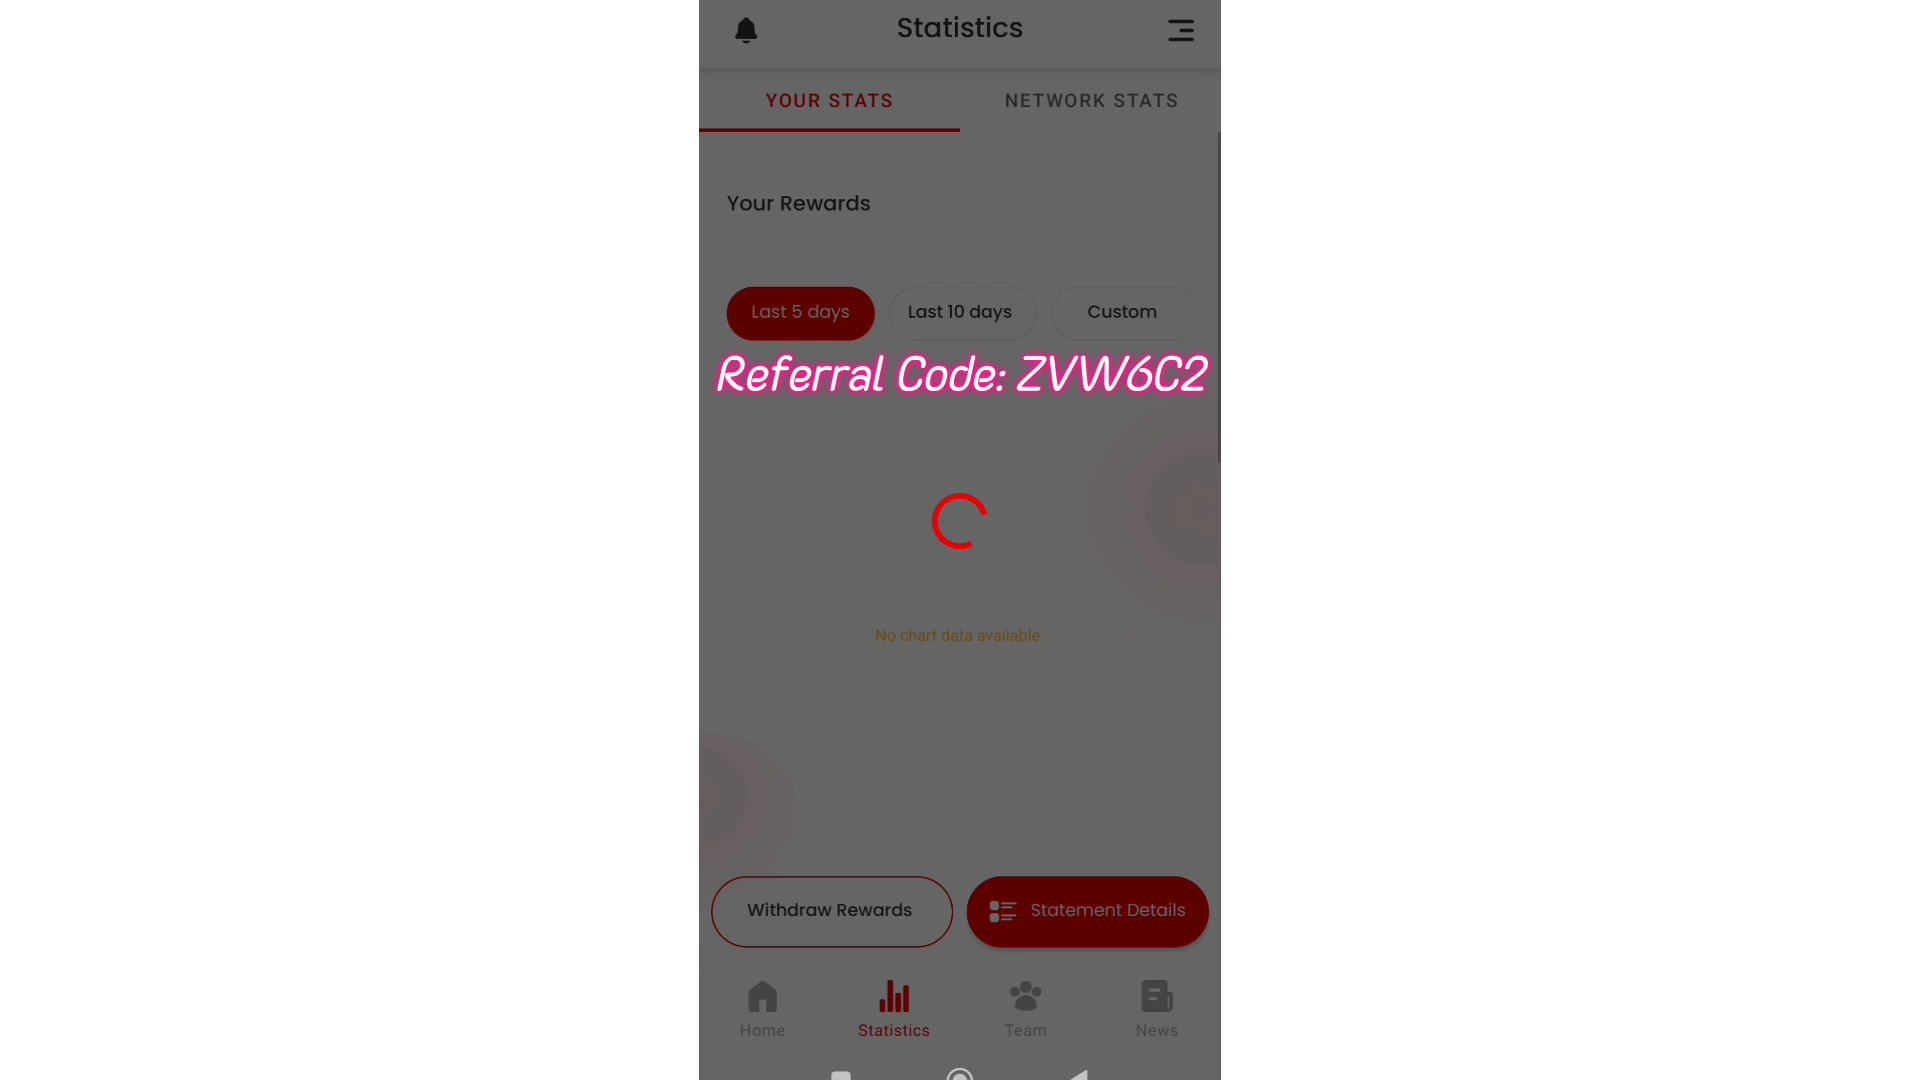 Statistics
YOUR STATS NETWORK STATS
Your Rewards
Last 5 days Last 10 days Custom
Referral Code: ZVW6C2
No chart data available.
Withdraw Rewards Statement Details
Home Statistics Team News